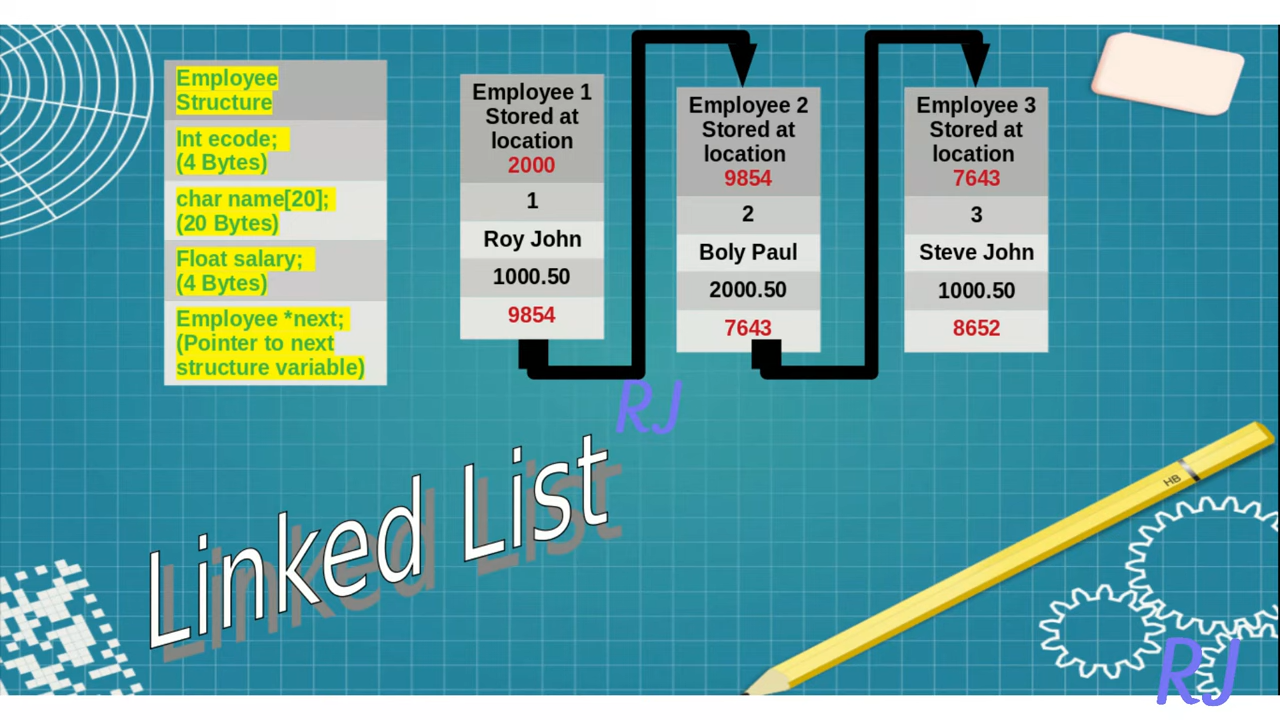 Employee
Structure
Int ecode;
(4 Bytes)
char name[20];
(20 Bytes)
Float salary;
(4 Bytes)
Employee *next;
(Pointer to next
structure variable)
Employee 1
Stored at
location
2000
1
Roy John
1000.50
9854
Employee 2
Stored at
location
9854
2
Boly Paul
2000.50
7643
Employee 3
Stored at
location
7643
3
Steve John
1000.50
8652
RJ
Linked List
HB
RJ